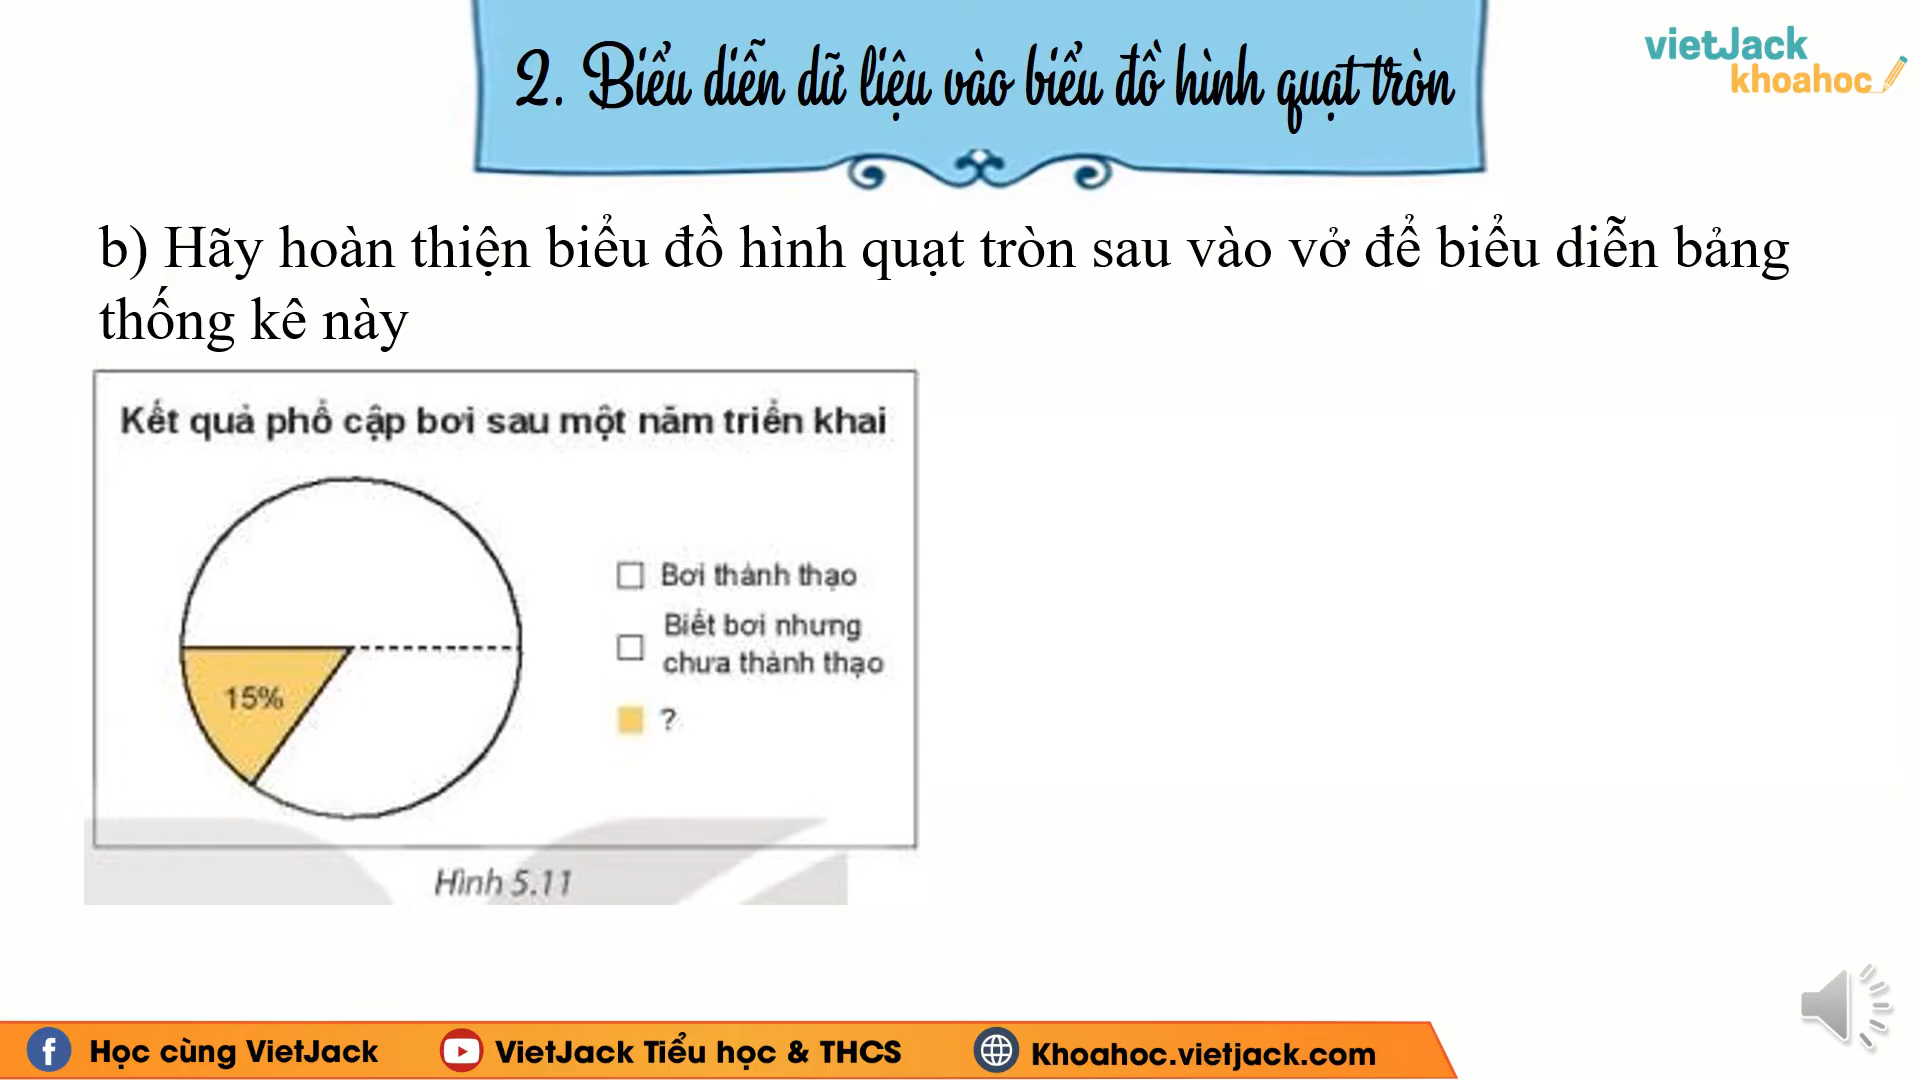 2. Biểu diễn dữ liệu vào biểu đồ hình quạt tròn
vietJack
khoahoc
b) Hãy hoàn thiện biểu đồ hình quạt tròn sau vào vở để biểu diễn bảng
thống kê này
Kết quả phổ cập bơi sau một năm triển khai
Bơi thành thạo
Biết bơi nhưng
chưa thành thạo
15%
?
Hình 5.11
Học cùng VietJack
VietJack Tiểu học & THCS
Khoahoc.vietjack.com